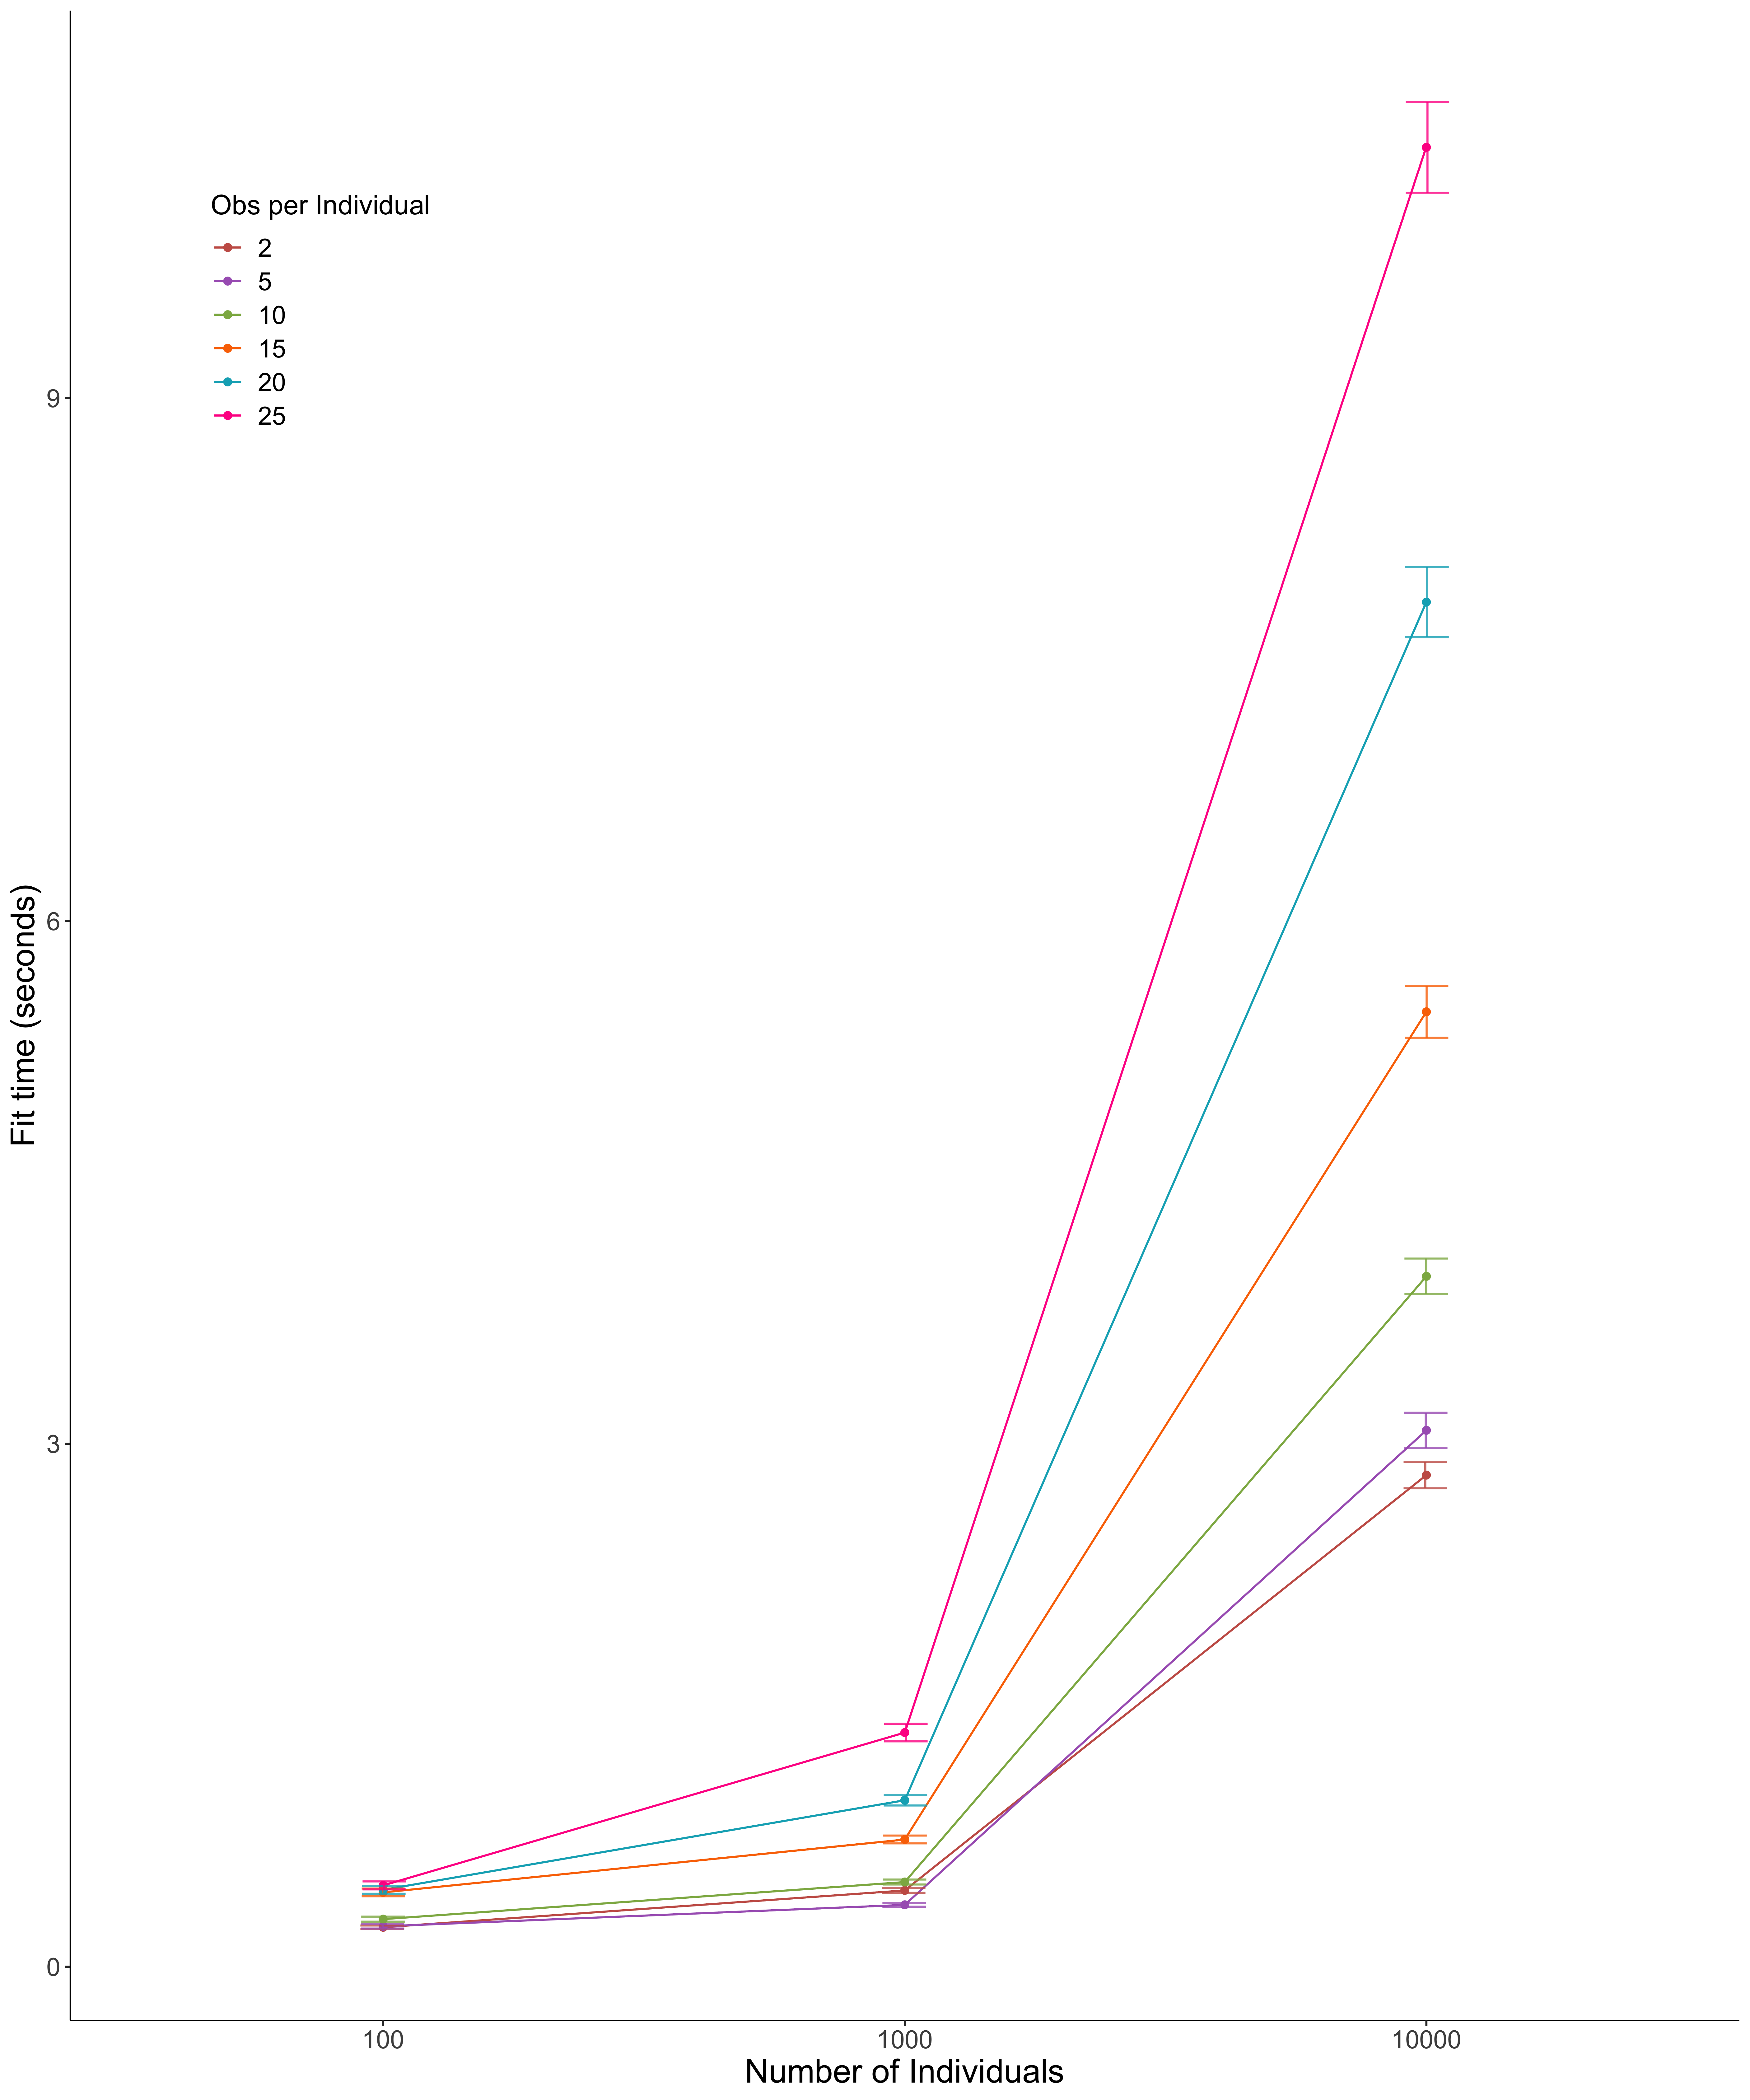 Obs per Individual
2
5
10
15
20
25
9
6
3
0
Fit time (seconds)
100 1000 10000
Number of Individuals